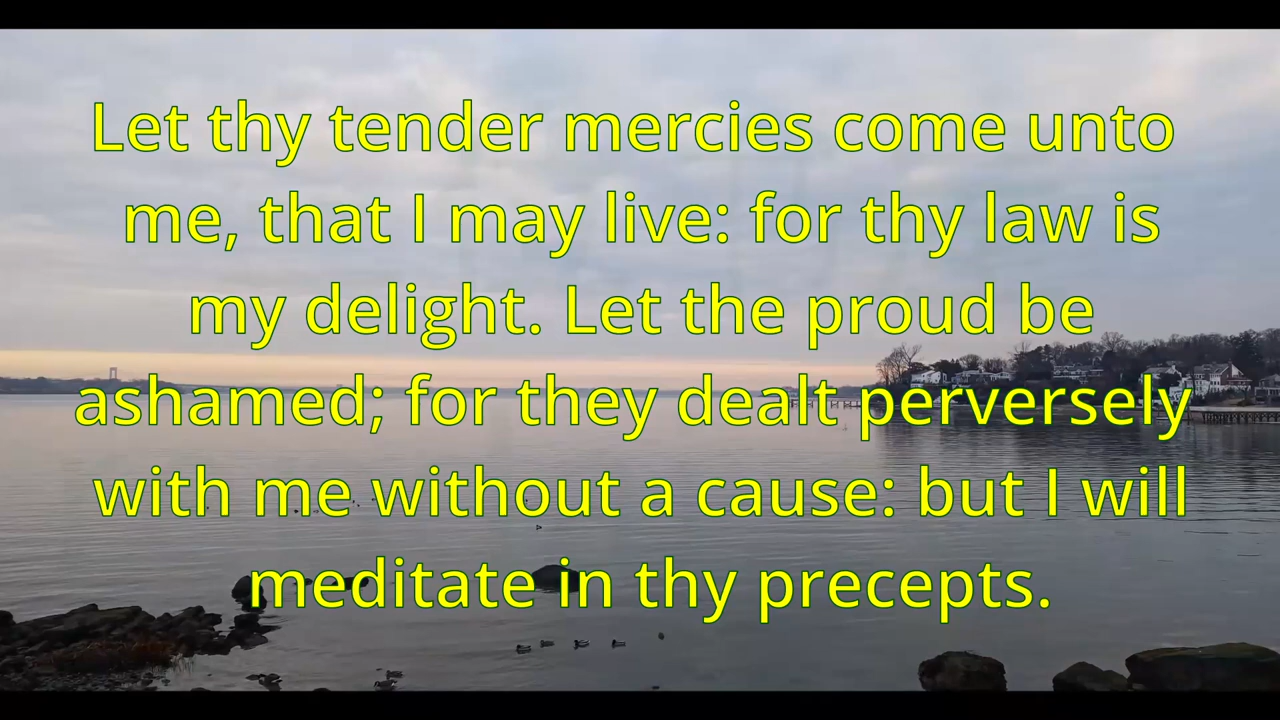 Let thy tender mercies come unto
me, that I may live: for thy law is
my delight. Let the proud be
ashamed; for they dealt perversely
with me without a cause: but I will
meditate in thy precepts.